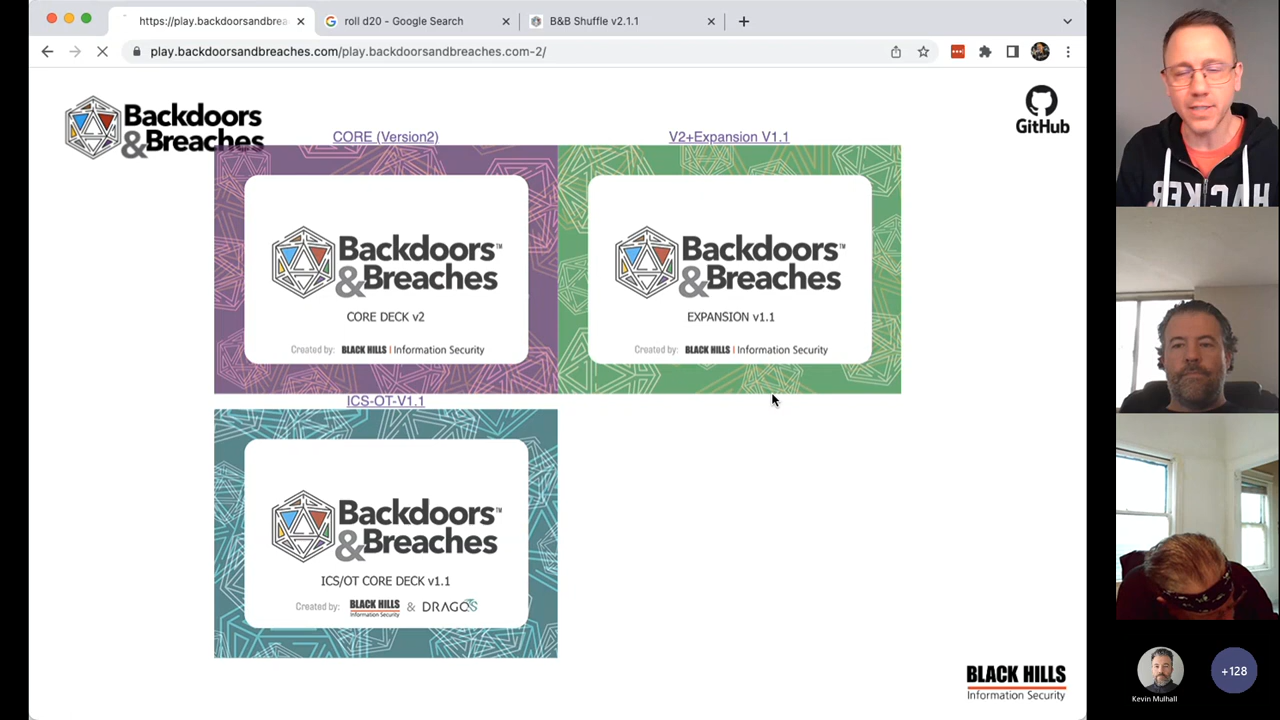 https://play.backdoorsandbrea
roll d20 - Google Search
B&B Shuffle v2.1.1
play.backdoorsandbreaches.com/play.backdoorsandbreaches.com-2/
Backdoors
&Breaches
GitHub
CORE (Version2)
V2+Expansion V1.1
Backdoors™
&Breaches
CORE DECK v2
Created by: BLACK HILLS | Information Security
Backdoors™
&Breaches
EXPANSION v1.1
Created by: BLACK HILLS | Information Security
ICS-OT-V1.1
Backdoors™
&Breaches
ICS/OT CORE DECK v1.1
Created by: BLACK HILLS Information Security & DRAGOS
BLACK HILLS
Information Security
HACKER
Kevin Mulhall
+128